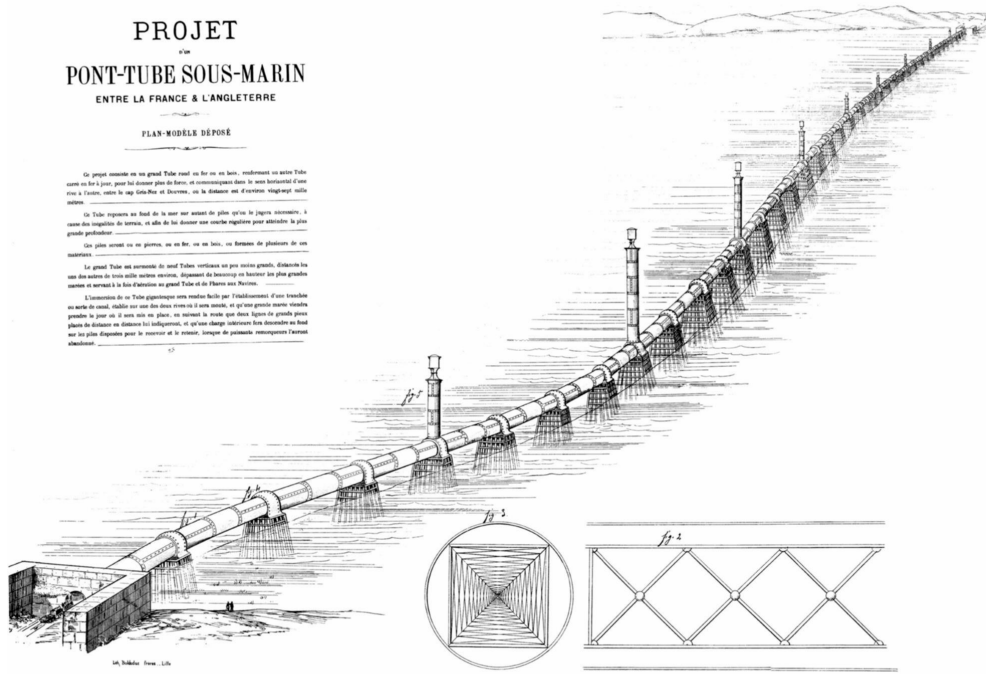 PROJET
D'UN
PONT-TUBE SOUS-MARIN
ENTRE LA FRANCE & L'ANGLETERRE
PLAN-MODÈLE DÉPOSÉ
Ce projet consiste en un grand Tube rond en fer ou en bois, renfermant un autre Tube
carré en fer à jour, pour lui donner plus de force, et communiquant dans le sens horizontal d'une
rive à l'autre, entre le cap Gris-Nez et Douvres, où la distance est d'environ vingt-sept mille
mètres.
Ce Tube reposera au fond de la mer sur autant de piles qu'on le jugera nécessaire, à
cause des inégalités de terrain, et afin de lui donner une courbe régulière pour atteindre la plus
grande profondeur.
Ces piles seront ou en pierres, ou en fer, ou en bois, ou formées de plusieurs de ces
matériaux.
Le grand Tube est surmonté de neuf Tubes verticaux un peu moins grands, distancés les
uns des autres de trois mille mètres environ, dépassant de beaucoup en hauteur les plus grandes
marées et servant à la fois d'aération au grand Tube et de Phares aux Navires.
L'immersion de ce Tube gigantesque sera rendue facile par l'établissement d'une tranchée
ou sorte de canal, établie sur une des deux rives où il sera monté, et qu'une grande marée viendra
prendre le jour où il sera mis en place, en suivant la route que deux lignes de grands pieux
placés de distance en distance lui indiqueront, et qu'une charge intérieure fera descendre au fond
sur les piles disposées pour le recevoir et le retenir, lorsque de puissants remorqueurs l'auront
abandonné.
fig. 5
fig. 4
fig. 3
fig. 2
Lith. Frères . Lille